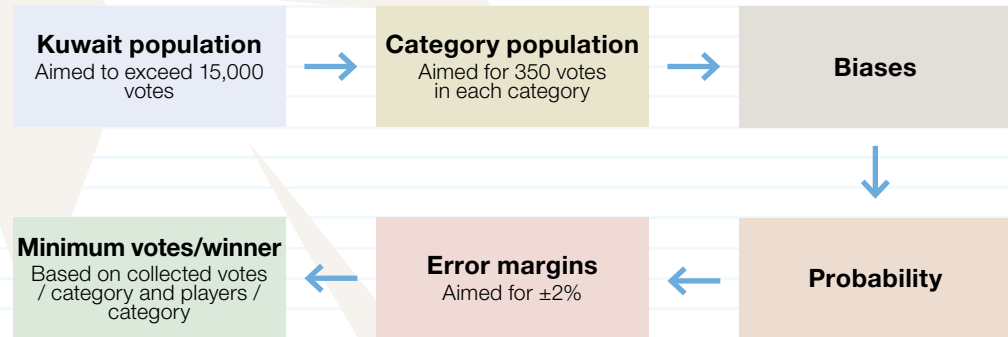 Kuwait population
Aimed to exceed 15,000
votes
Category population
Aimed for 350 votes
in each category
Biases
Probability
Error margins
Aimed for ±2%
Minimum votes/winner
Based on collected votes
/ category and players /
category